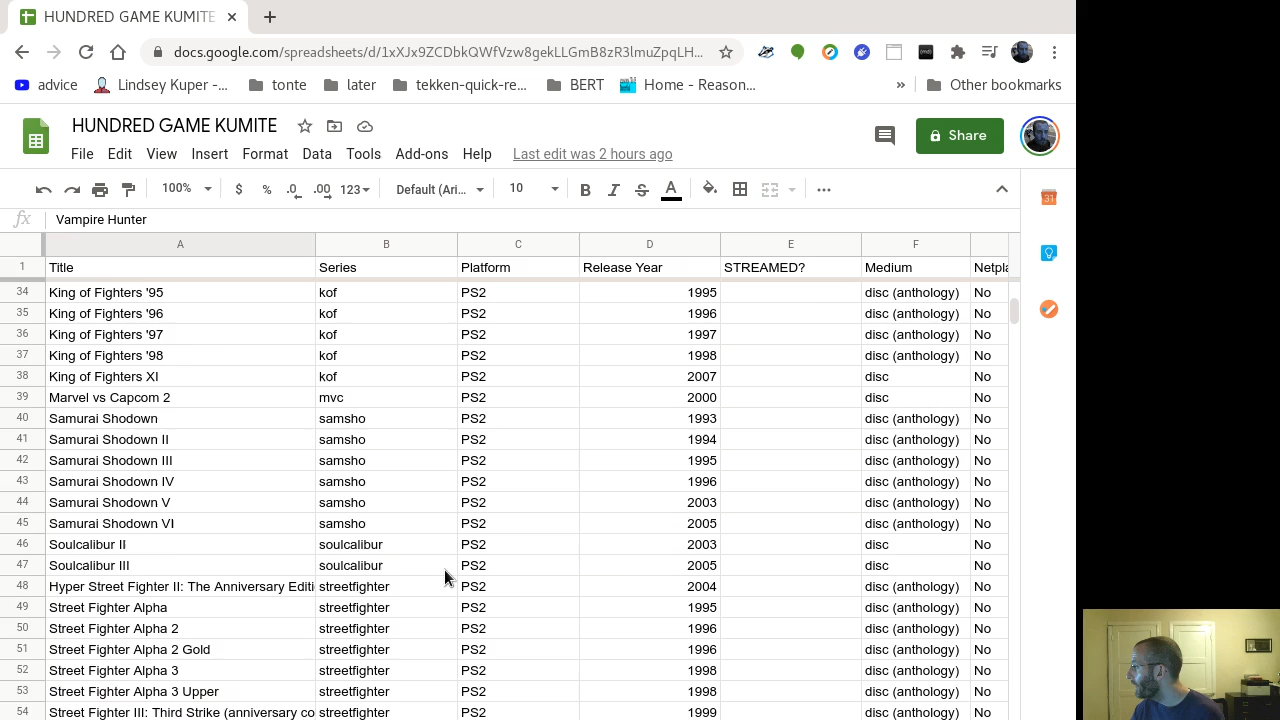 HUNDRED GAME KUMITE
docs.google.com/spreadsheets/d/1xXJx9ZCDbkQWfVzw8gekLLGmB8zR3lmuZpqLH...
advice Lindsey Kuper -... tonte later tekken-quick-re... BERT Home - Reason... » Other bookmarks
HUNDRED GAME KUMITE
Share
File Edit View Insert Format Data Tools Add-ons Help Last edit was 2 hours ago
100% $ % .0 .00 123 Default (Ari... 10 B I S A
31
fx Vampire Hunter
A B C D E F
1 Title Series Platform Release Year STREAMED? Medium Netpla
34 King of Fighters '95 kof PS2 1995 disc (anthology) No
35 King of Fighters '96 kof PS2 1996 disc (anthology) No
36 King of Fighters '97 kof PS2 1997 disc (anthology) No
37 King of Fighters '98 kof PS2 1998 disc (anthology) No
38 King of Fighters XI kof PS2 2007 disc No
39 Marvel vs Capcom 2 mvc PS2 2000 disc No
40 Samurai Shodown samsho PS2 1993 disc (anthology) No
41 Samurai Shodown II samsho PS2 1994 disc (anthology) No
42 Samurai Shodown III samsho PS2 1995 disc (anthology) No
43 Samurai Shodown IV samsho PS2 1996 disc (anthology) No
44 Samurai Shodown V samsho PS2 2003 disc (anthology) No
45 Samurai Shodown VI samsho PS2 2005 disc (anthology) No
46 Soulcalibur II soulcalibur PS2 2003 disc No
47 Soulcalibur III soulcalibur PS2 2005 disc No
48 Hyper Street Fighter II: The Anniversary Editi streetfighter PS2 2004 disc (anthology) No
49 Street Fighter Alpha streetfighter PS2 1995 disc (anthology) No
50 Street Fighter Alpha 2 streetfighter PS2 1996 disc (anthology) No
51 Street Fighter Alpha 2 Gold streetfighter PS2 1996 disc (anthology) No
52 Street Fighter Alpha 3 streetfighter PS2 1998 disc (anthology) No
53 Street Fighter Alpha 3 Upper streetfighter PS2 1998 disc (anthology) No
54 Street Fighter III: Third Strike (anniversary co streetfighter PS2 1999 disc (anthology) No